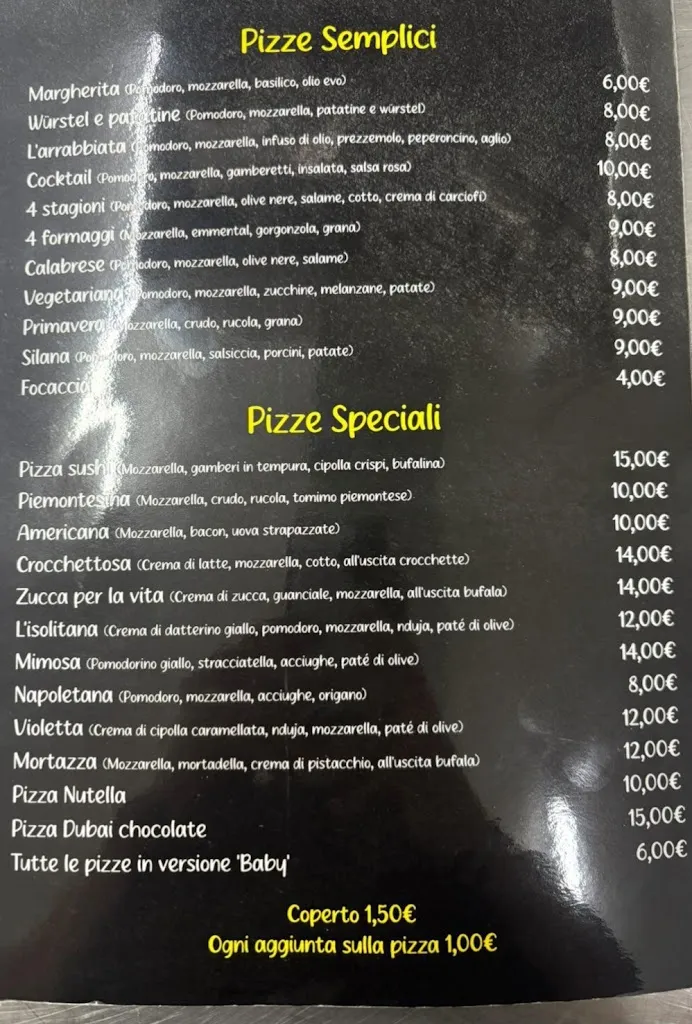 Pizze Semplici
Margherita (Pomodoro, mozzarella, basilico, olio evo) 6,00€
Würstel e patatine (Pomodoro, mozzarella, patatine e würstel) 8,00€
L'arrabbiata (Pomodoro, mozzarella, infuso di olio, prezzemolo, peperoncino, aglio) 8,00€
Cocktail (Pomodoro, mozzarella, gamberetti, insalata, salsa rosa) 10,00€
4 stagioni (Pomodoro, mozzarella, olive nere, salame, cotto, crema di carciofi) 8,00€
4 formaggi (Mozzarella, emmental, gorgonzola, grana) 9,00€
Calabrese (Pomodoro, mozzarella, olive nere, salame) 8,00€
Vegetariana (Pomodoro, mozzarella, zucchine, melanzane, patate) 9,00€
Primavera (Mozzarella, crudo, rucola, grana) 9,00€
Silana (Pomodoro, mozzarella, salsiccia, porcini, patate) 9,00€
Focaccia 4,00€
Pizze Speciali
Pizza sushi (Mozzarella, gamberi in tempura, cipolla crispi, bufalina) 15,00€
Piemontesina (Mozzarella, crudo, rucola, tomimo piemontese) 10,00€
Americana (Mozzarella, bacon, uova strapazzate) 10,00€
Crocchettosa (Crema di latte, mozzarella, cotto, all'uscita crocchette) 14,00€
Zucca per la vita (Crema di zucca, guanciale, mozzarella, all'uscita bufala) 14,00€
L'isolitana (Crema di datterino giallo, pomodoro, mozzarella, nduja, paté di olive) 12,00€
Mimosa (Pomodorino giallo, stracciatella, acciughe, paté di olive) 14,00€
Napoletana (Pomodoro, mozzarella, acciughe, origano) 8,00€
Violetta (Crema di cipolla caramellata, nduja, mozzarella, paté di olive) 12,00€
Mortazza (Mozzarella, mortadella, crema di pistacchio, all'uscita bufala) 12,00€
Pizza Nutella 10,00€
Pizza Dubai chocolate 15,00€
Tutte le pizze in versione 'Baby' 6,00€
Coperto 1,50€
Ogni aggiunta sulla pizza 1,00€